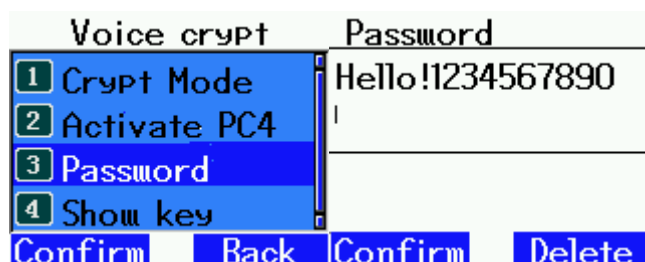 Voice crypt
1 Crypt Mode
2 Activate PC4
3 Password
4 Show key
Confirm Back
Password
Hello!1234567890
Confirm Delete